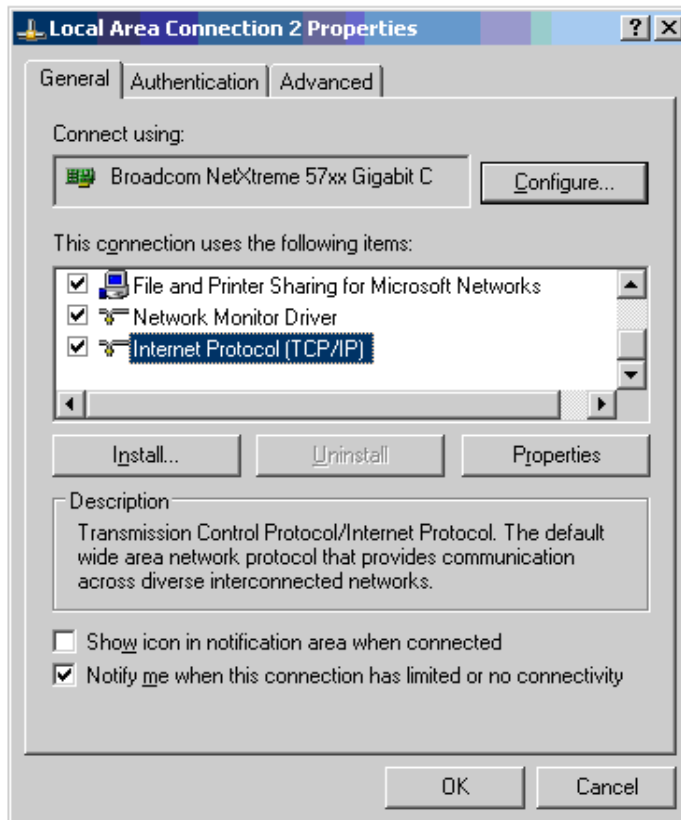 Local Area Connection 2 Properties
General Authentication Advanced
Connect using:
Broadcom NetXtreme 57xx Gigabit C
Configure...
This connection uses the following items:
File and Printer Sharing for Microsoft Networks
Network Monitor Driver
Internet Protocol (TCP/IP)
Install... Uninstall Properties
Description
Transmission Control Protocol/Internet Protocol. The default
wide area network protocol that provides communication
across diverse interconnected networks.
Show icon in notification area when connected
Notify me when this connection has limited or no connectivity
OK Cancel